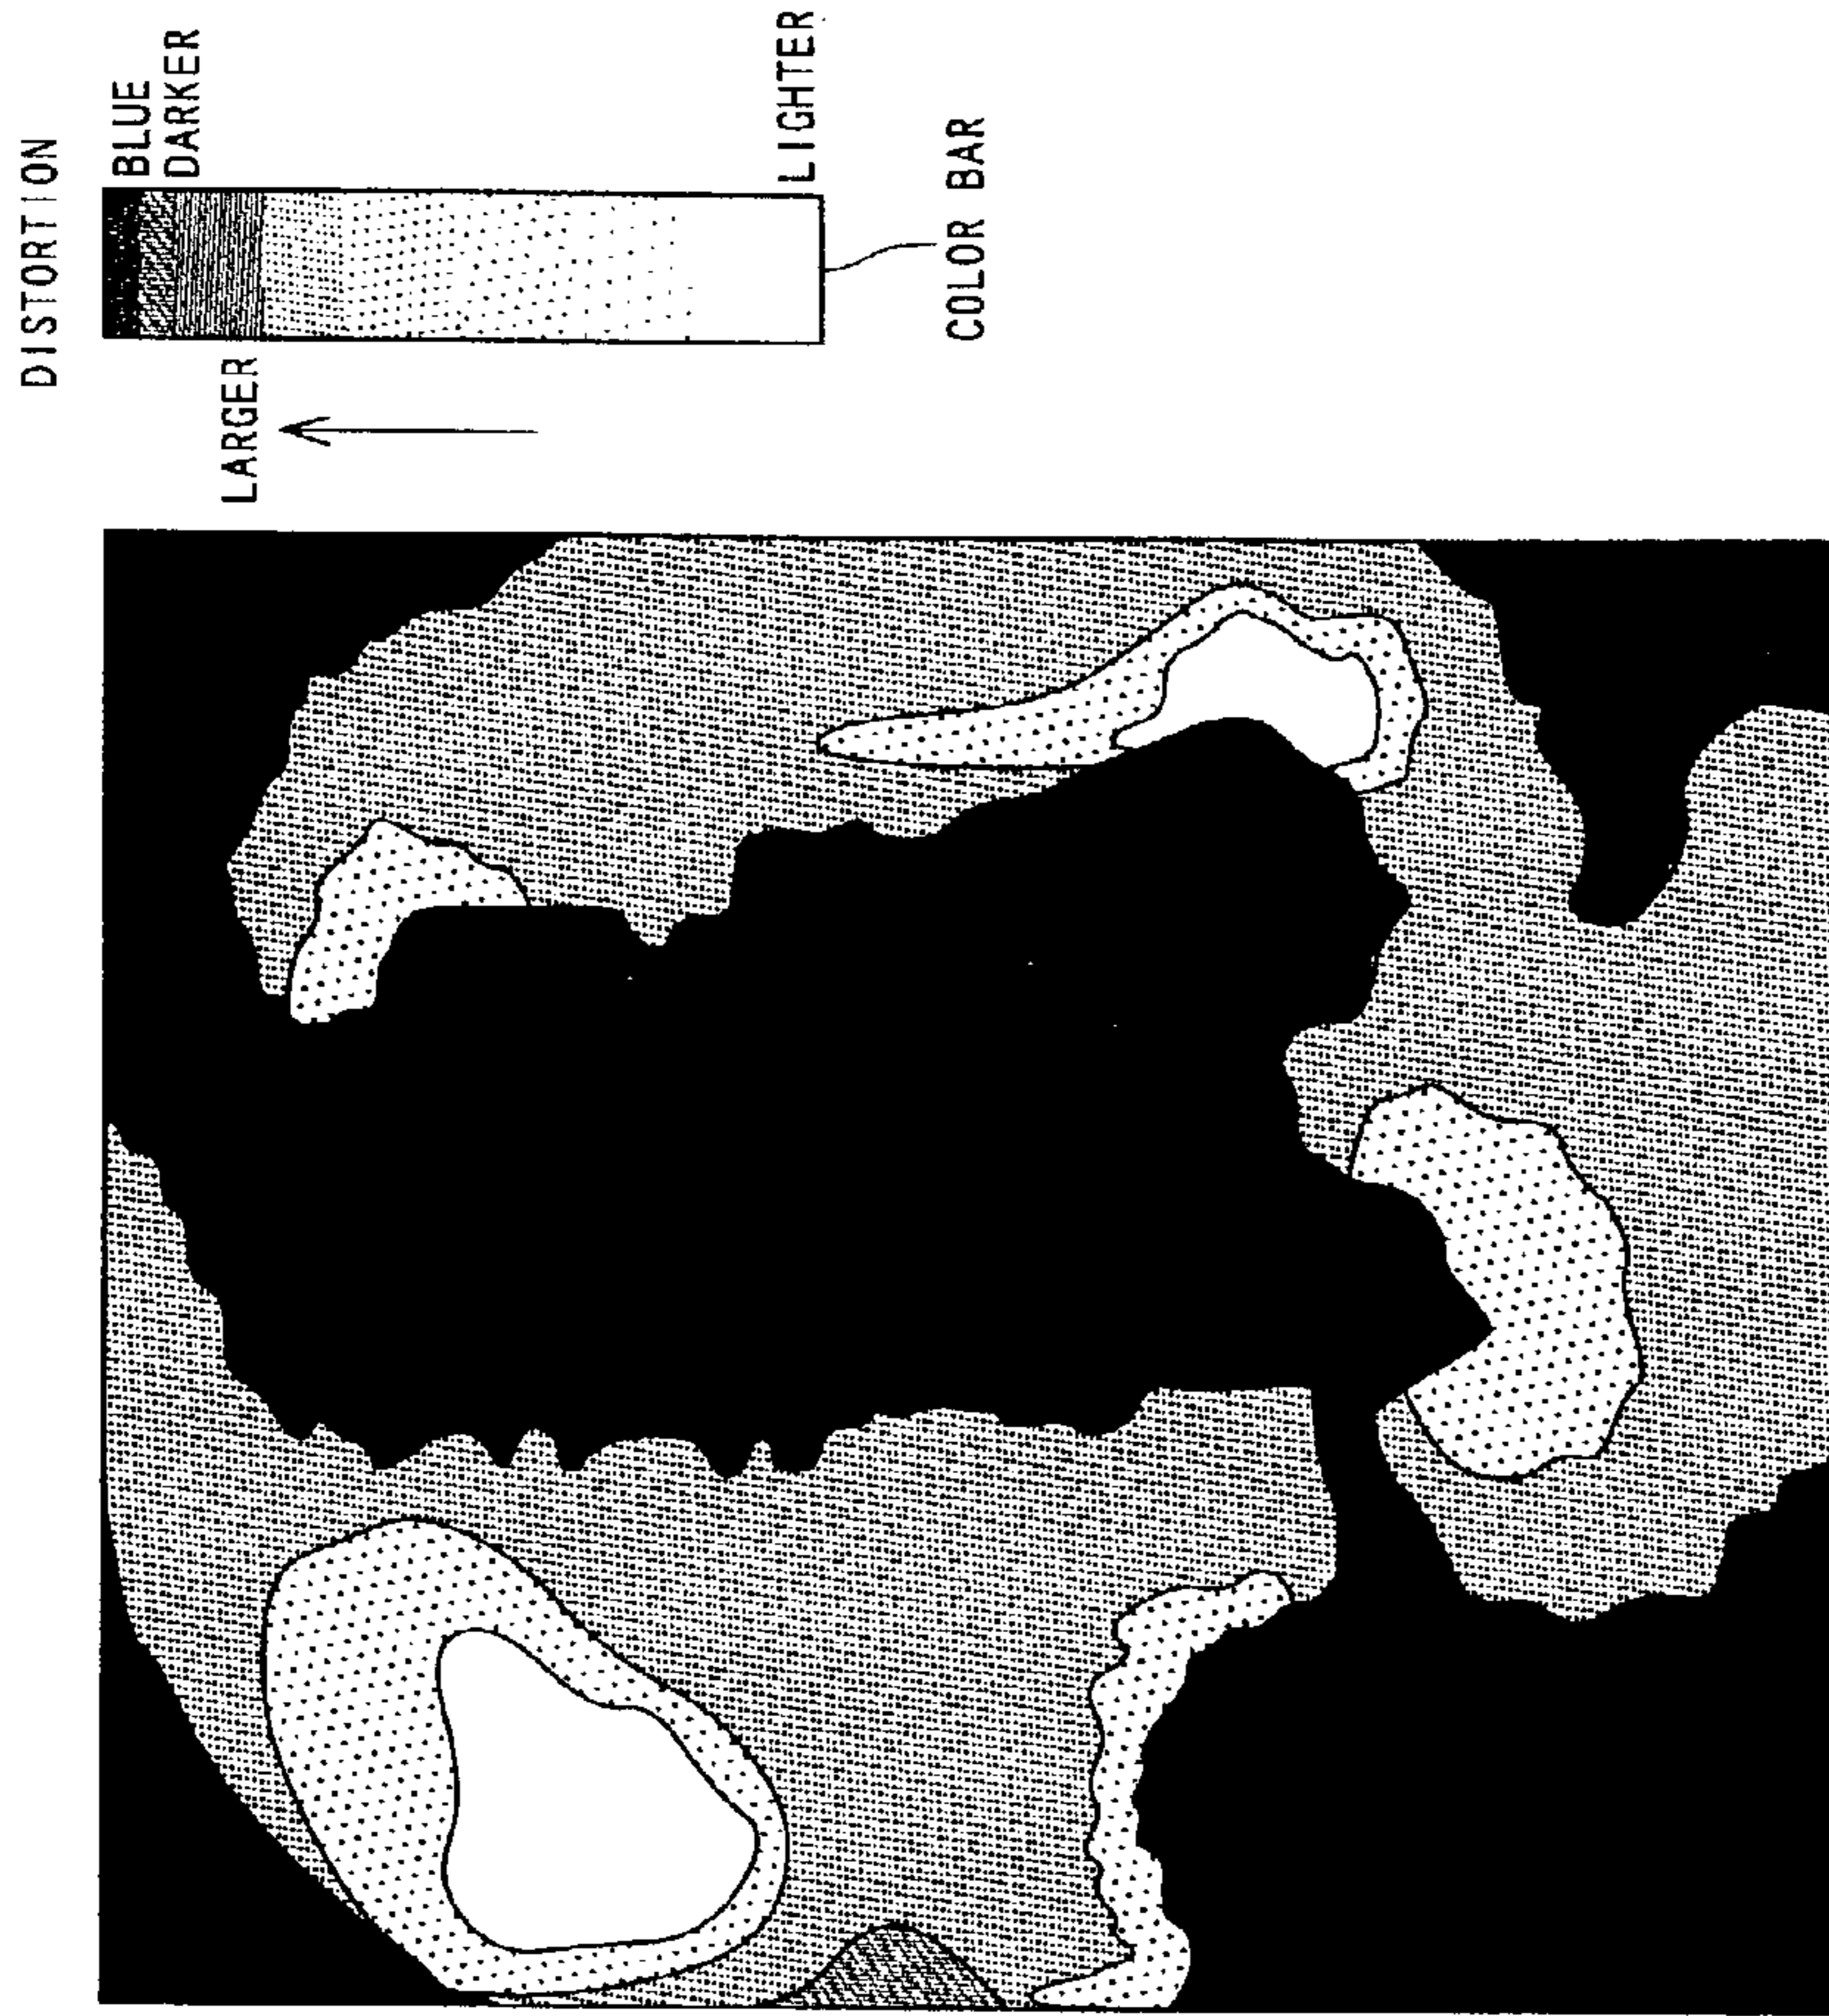 DISTORTION
BLUE
DARKER
LARGER
LIGHTER
COLOR BAR